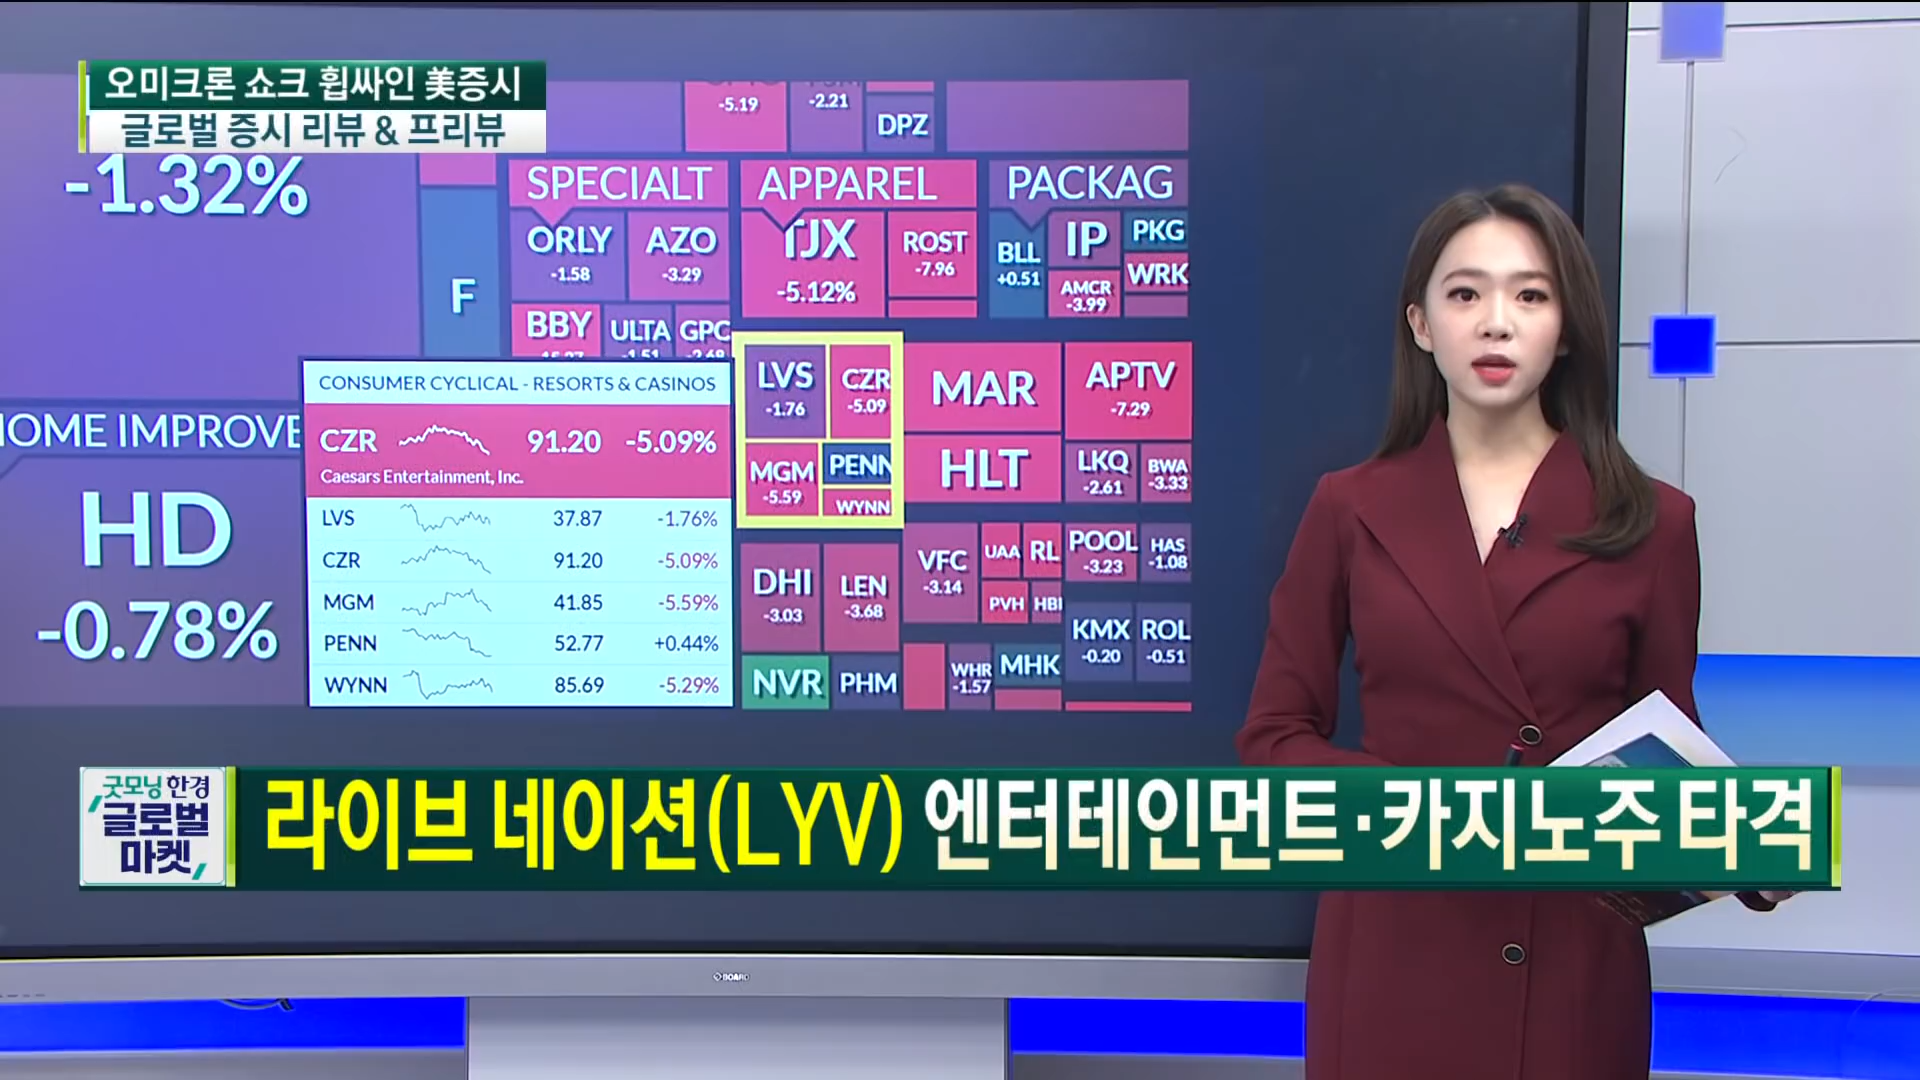 오미크론 쇼크 휩싸인 美증시
글로벌 증시 리뷰 & 프리뷰
-1.32%
-5.19
-2.21
DPZ
SPECIALT
APPAREL
PACKAG
F
ORLY
-1.58
AZO
-3.29
TJX
-5.12%
ROST
-7.96
BLL
+0.51
IP
PKG
AMCR
-3.99
WRK
BBY
ULTA
-1.51
GPC
-2.68
HOME IMPROVE
HD
-0.78%
CONSUMER CYCLICAL - RESORTS & CASINOS
CZR 91.20 -5.09%
Caesars Entertainment, Inc.
LVS 37.87 -1.76%
CZR 91.20 -5.09%
MGM 41.85 -5.59%
PENN 52.77 +0.44%
WYNN 85.69 -5.29%
LVS
-1.76
CZR
-5.09
MGM
-5.59
PENN
WYNN
MAR
HLT
APTV
-7.29
LKQ
-2.61
BWA
-3.33
DHI
-3.03
LEN
-3.68
VFC
-3.14
UAA
RL
PVH
HBI
POOL
-3.23
HAS
-1.08
KMX
-0.20
ROL
-0.51
NVR
PHM
WHR
-1.57
MHK
굿모닝 한경
글로벌
마켓
라이브 네이션(LYV) 엔터테인먼트·카지노주 타격
BOARD